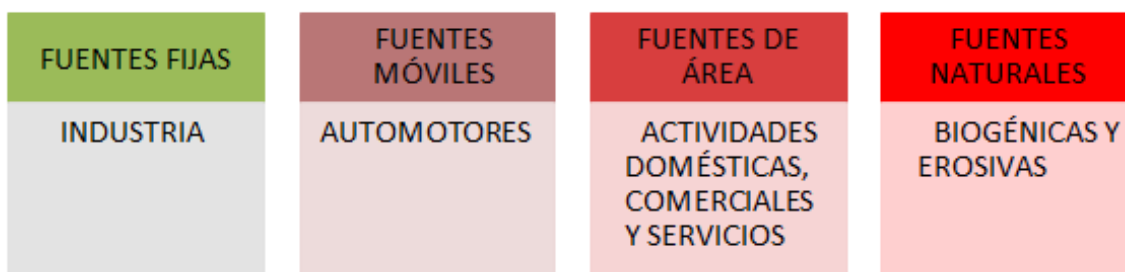 FUENTES FIJAS
INDUSTRIA
FUENTES
MÓVILES
AUTOMOTORES
FUENTES DE
ÁREA
ACTIVIDADES
DOMÉSTICAS,
COMERCIALES
Y SERVICIOS
FUENTES
NATURALES
BIOGÉNICAS Y
EROSIVAS